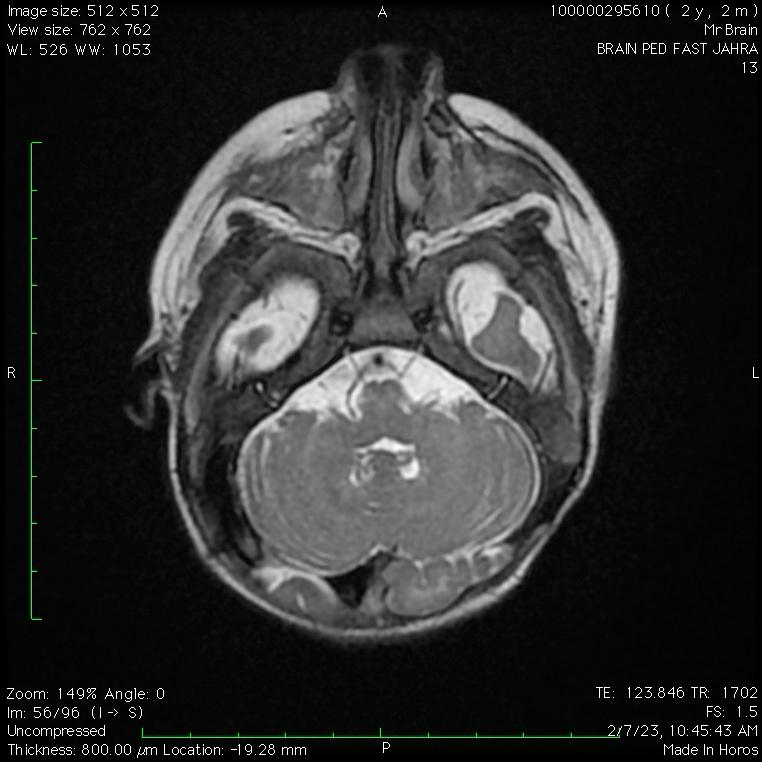 Image size: 512 x 512
View size: 762 x 762
WL: 526 WW: 1053
A
100000295610 ( 2 y , 2 m )
Mr Brain
BRAIN PED FAST JAHRA
13
R
L
Zoom: 149% Angle: 0
Im: 56/96 (I -> S)
Uncompressed
Thickness: 800.00 µm Location: -19.28 mm
P
TE: 123.846 TR: 1702
FS: 1.5
2/7/23, 10:45:43 AM
Made In Horos